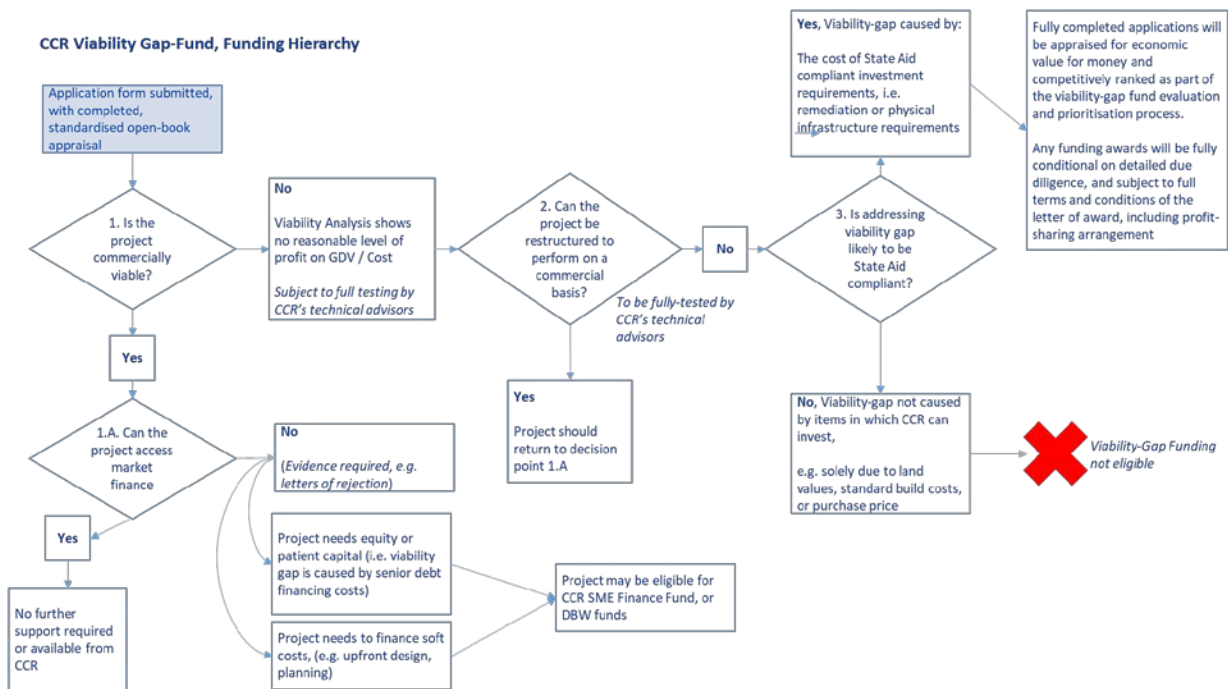 CCR Viability Gap-Fund, Funding Hierarchy
Application form submitted,
with completed,
standardised open-book
appraisal
1. Is the
project
commercially
viable?
No
Viability Analysis shows
no reasonable level of
profit on GDV / Cost
Subject to full testing by
CCR's technical advisors
2. Can the
project be
restructured to
perform on a
commercial
basis?
To be fully-tested by
CCR's technical
advisors
No
3. Is addressing
viability gap
likely to be
State Aid
compliant?
Yes, Viability-gap caused by:
The cost of State Aid
compliant investment
requirements, i.e.
remediation or physical
infrastructure requirements
Fully completed applications will
be appraised for economic
value for money and
competitively ranked as part of
the viability-gap fund evaluation
and prioritisation process.
Any funding awards will be fully
conditional on detailed due
diligence, and subject to full
terms and conditions of the
letter of award, including profit-
sharing arrangement
Yes
1.A. Can the
project access
market
finance
No
(Evidence required, e.g.
letters of rejection)
Yes
Project should
return to decision
point 1.A
No, Viability-gap not caused
by items in which CCR can
invest,
e.g. solely due to land
values, standard build costs,
or purchase price
Viability-Gap Funding
not eligible
Yes
No further
support required
or available from
CCR
Project needs equity or
patient capital (i.e. viability
gap is caused by senior debt
financing costs)
Project needs to finance soft
costs, (e.g. upfront design,
planning)
Project may be eligible for
CCR SME Finance Fund, or
DBW funds